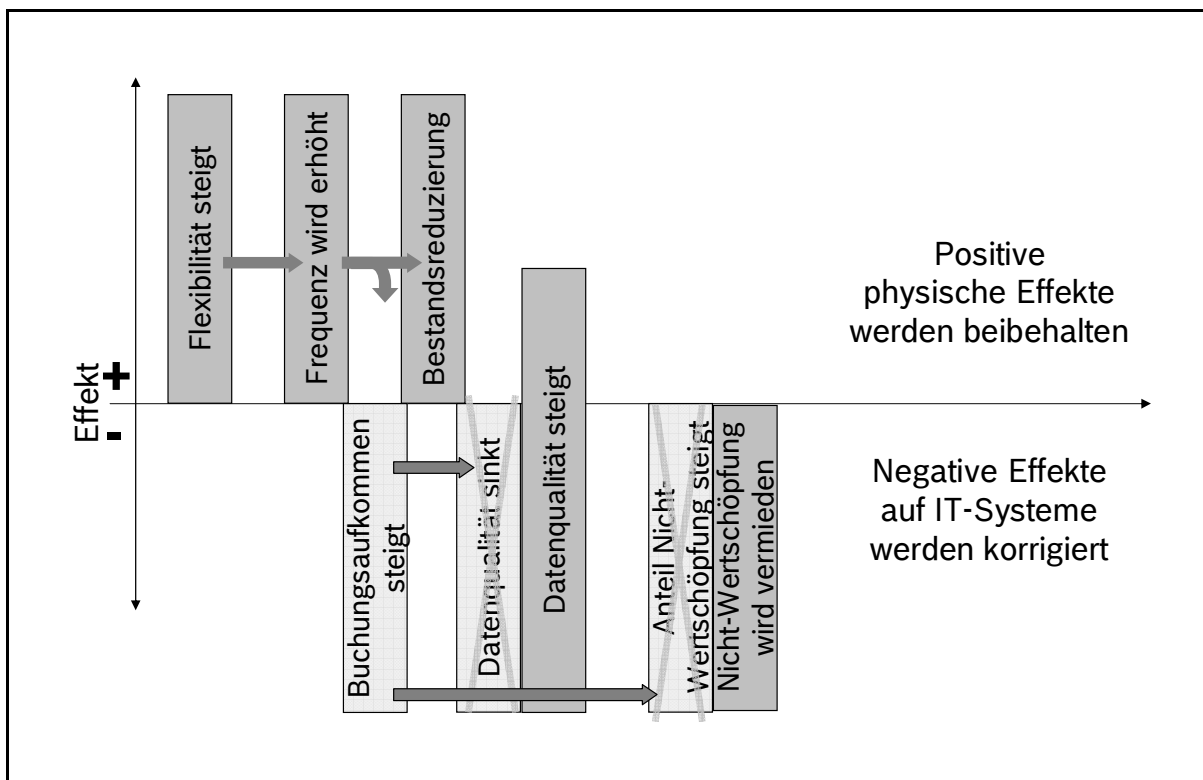 Effekt
+
-
Flexibilität steigt
Frequenz wird erhöht
Bestandsreduzierung
Buchungsaufkommen
steigt
Datenqualität sinkt
Datenqualität steigt
Anteil Nicht-
Wertschöpfung steigt
Nicht-Wertschöpfung
wird vermieden
Positive
physische Effekte
werden beibehalten
Negative Effekte
auf IT-Systeme
werden korrigiert